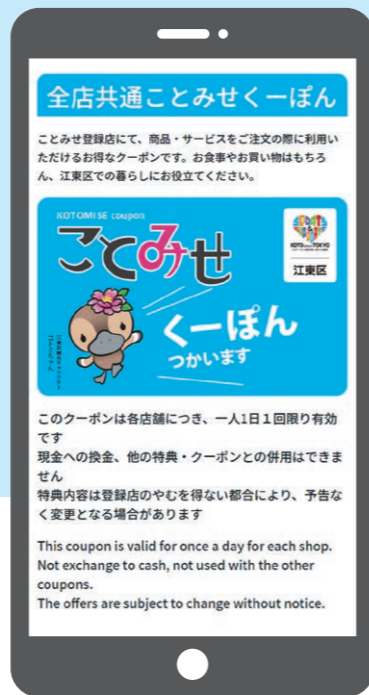 全店共通ことみせくーぽん
ことみせ登録店にて、商品・サービスをご注文の際に利用い
ただけるお得なクーポンです。お食事やお買い物はもちろ
ん、江東区での暮らしにお役立てください。
KOTOMISE coupon
ことみせ
SPORTS & SUPPORTS
KOTO City in TOKYO
江東区
くーぽん
つかいます
このクーポンは各店舗につき、一人1日１回限り有効
です
現金への換金、他の特典・クーポンとの併用はできま
せん
特典内容は登録店のやむを得ない都合により、予告な
く変更となる場合があります
This coupon is valid for once a day for each shop.
Not exchange to cash, not used with the other
coupons.
The offers are subject to change without notice.